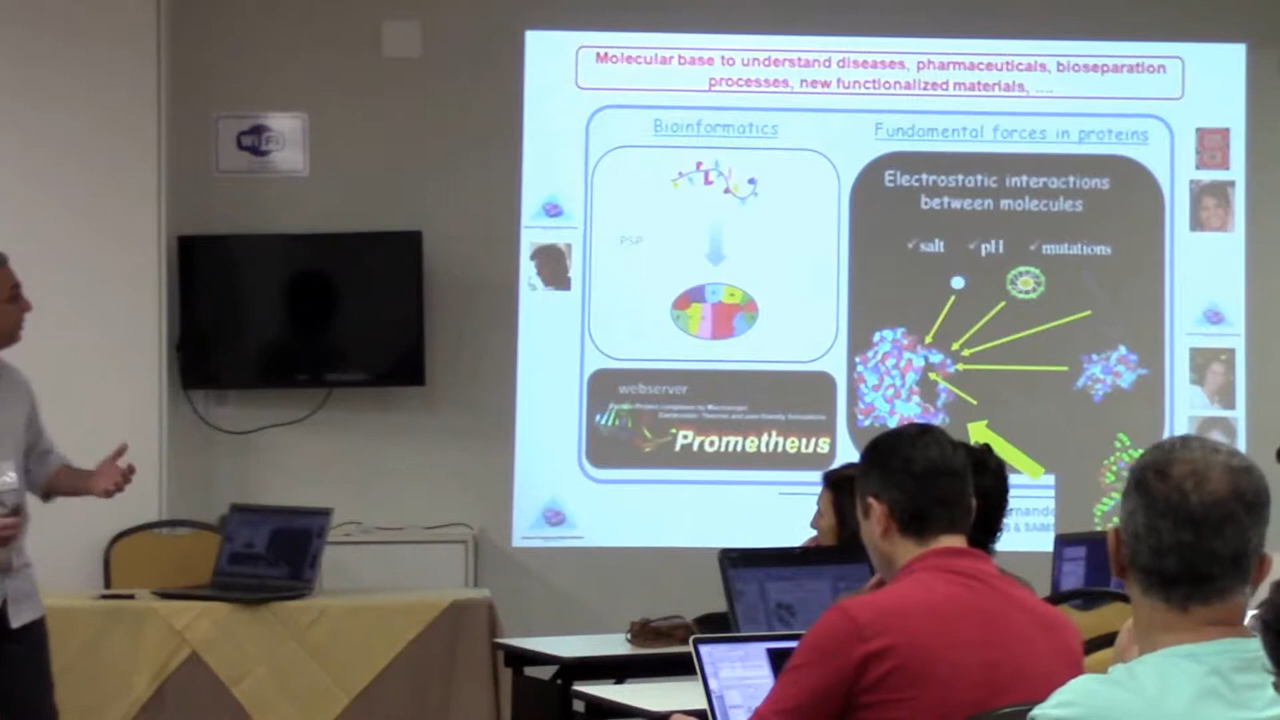 Molecular base to understand diseases, pharmaceuticals, bioseparation
processes, new functionalized materials, ....
WiFi
Bioinformatics
PSP
webserver
Prometheus
Fundamental forces in proteins
Electrostatic interactions
between molecules
✓salt ✓pH ✓mutations